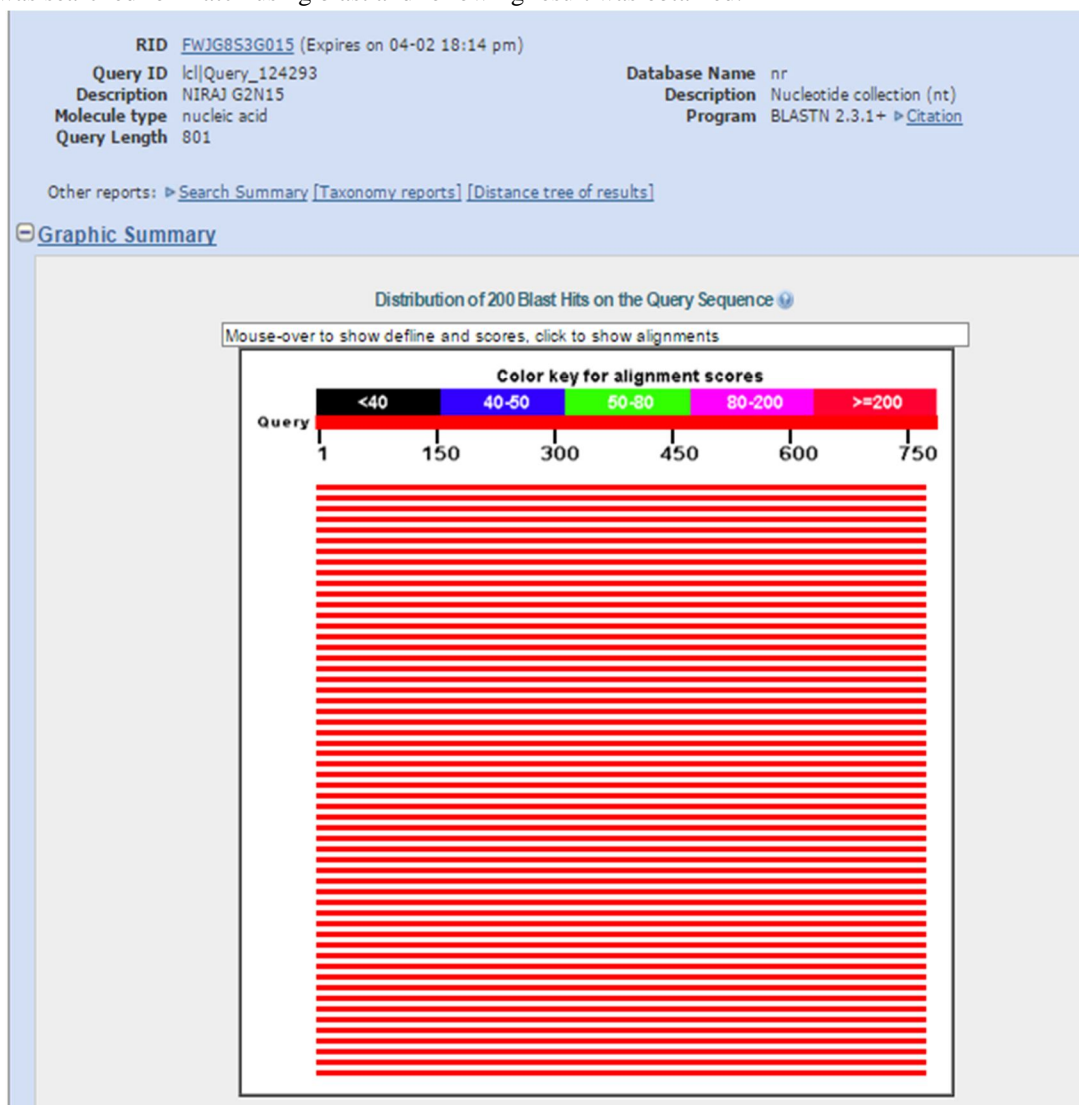 RID FWJG8S3G015 (Expires on 04-02 18:14 pm)
Query ID lcl|Query_124293
Description NIRAJ G2N15
Molecule type nucleic acid
Query Length 801
Database Name nr
Description Nucleotide collection (nt)
Program BLASTN 2.3.1+ Citation
Other reports: Search Summary [Taxonomy reports] [Distance tree of results]
Graphic Summary
Distribution of 200 Blast Hits on the Query Sequence
Mouse-over to show defline and scores, click to show alignments
Color key for alignment scores
<40 40-50 50-80 80-200 >=200
Query
1 150 300 450 600 750